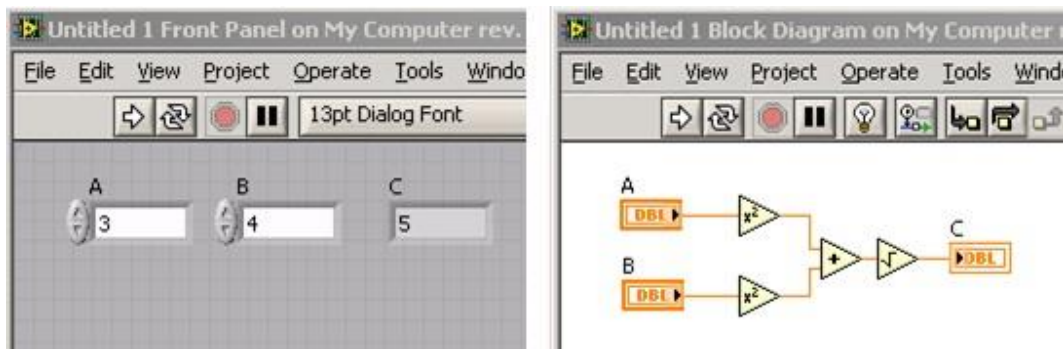 Untitled 1 Front Panel on My Computer rev.
File Edit View Project Operate Tools Windo
13pt Dialog Font
A B C
3 4 5
Untitled 1 Block Diagram on My Computer
File Edit View Project Operate Tools Wind
A
DBL x²
C
+ √ DBL
B
DBL x²